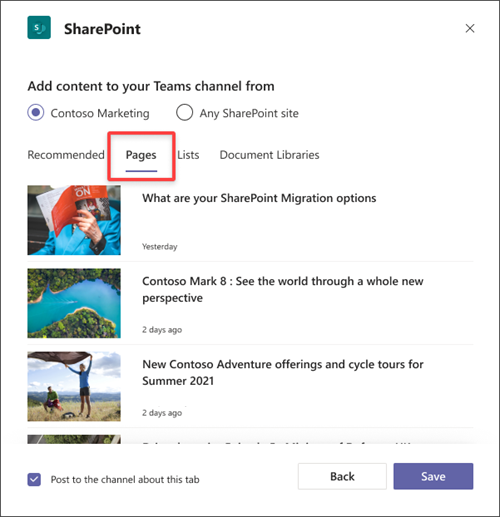 SharePoint
Add content to your Teams channel from
Contoso Marketing Any SharePoint site
Recommended Pages Lists Document Libraries
What are your SharePoint Migration options
Yesterday
Contoso Mark 8 : See the world through a whole new
perspective
2 days ago
New Contoso Adventure offerings and cycle tours for
Summer 2021
2 days ago
Post to the channel about this tab
Back
Save